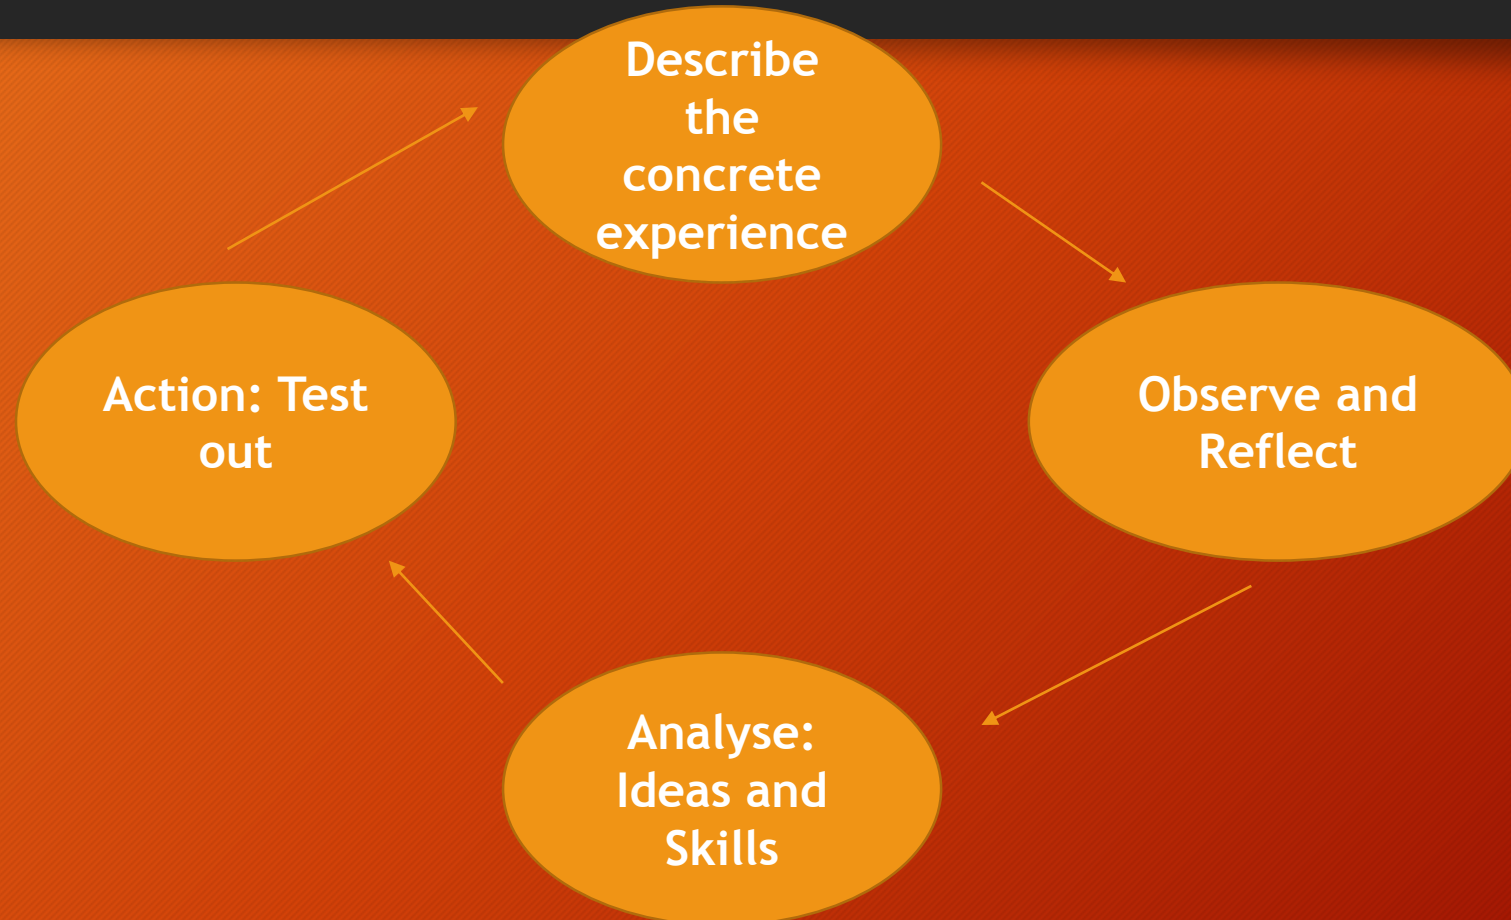 Describe
the
concrete
experience
Action: Test
out
Observe and
Reflect
Analyse:
Ideas and
Skills